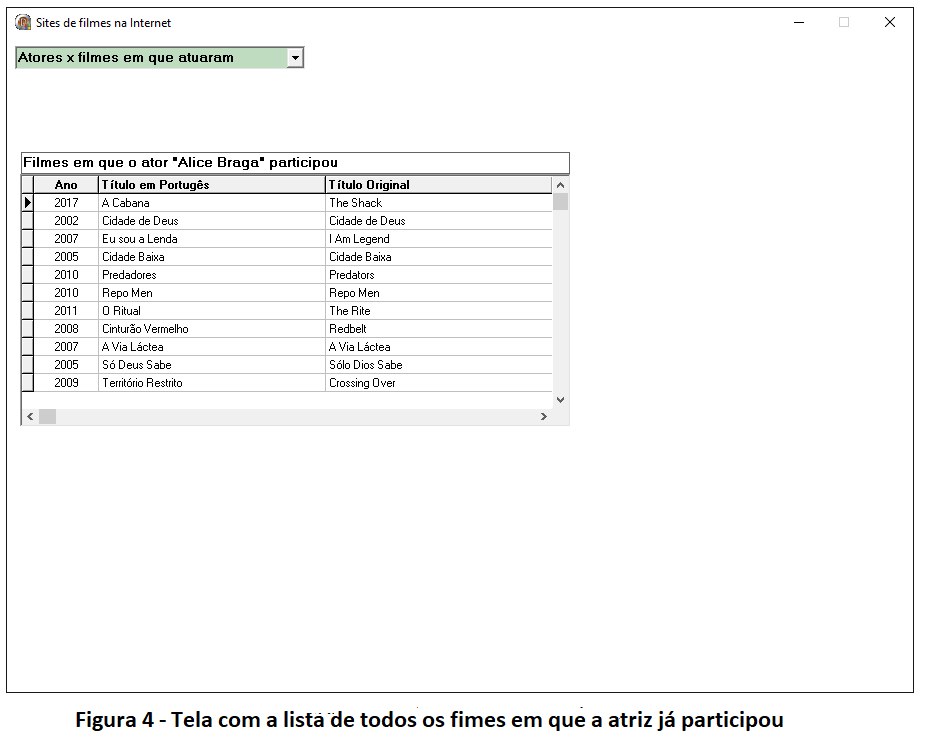 Sites de filmes na Internet
Atores x filmes em que atuaram
Filmes em que o ator "Alice Braga" participou
Ano Título em Portugês Título Original
2017 A Cabana The Shack
2002 Cidade de Deus Cidade de Deus
2007 Eu sou a Lenda I Am Legend
2005 Cidade Baixa Cidade Baixa
2010 Predadores Predators
2010 Repo Men Repo Men
2011 O Ritual The Rite
2008 Cinturão Vermelho Redbelt
2007 A Via Láctea A Via Láctea
2005 Só Deus Sabe Sólo Dios Sabe
2009 Território Restrito Crossing Over
Figura 4 - Tela com a lista de todos os fimes em que a atriz já participou